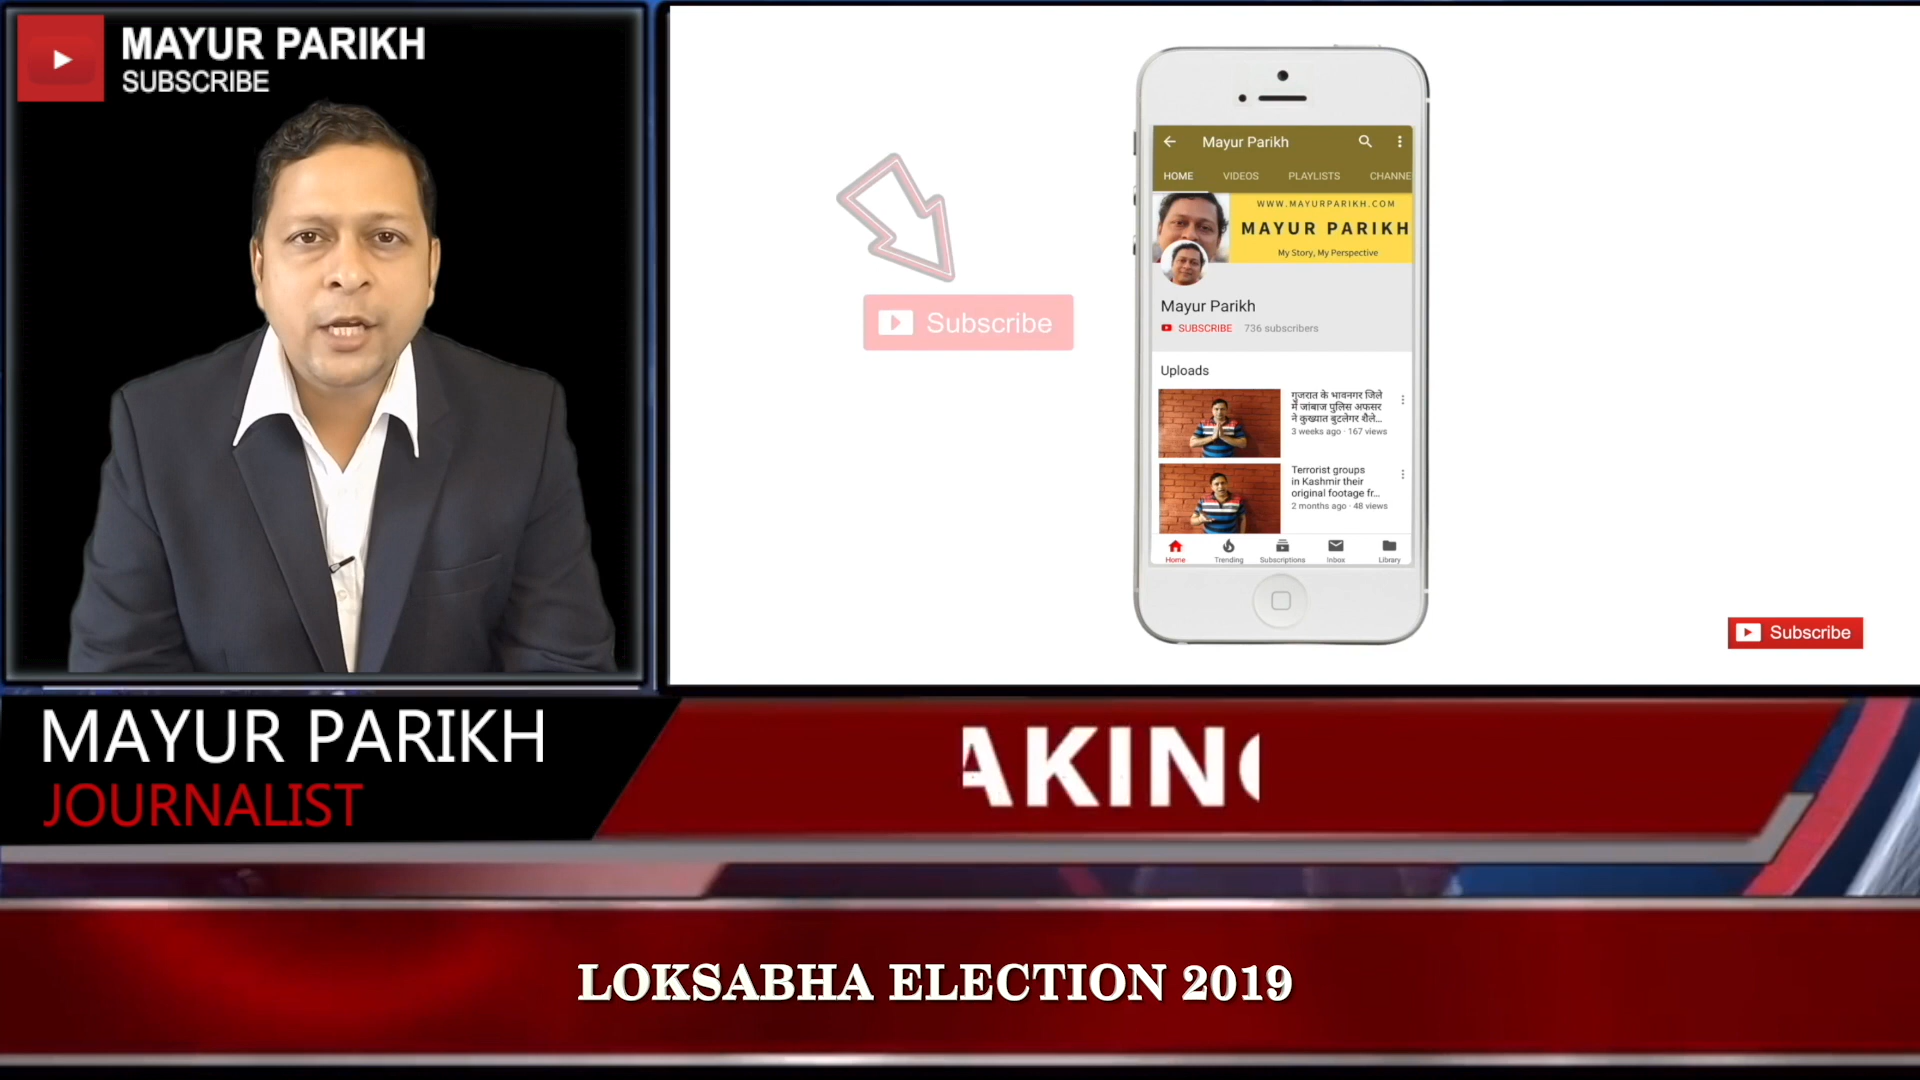 MAYUR PARIKH
SUBSCRIBE
Subscribe
Mayur Parikh
HOME VIDEOS PLAYLISTS CHANNE
WWW.MAYURPARIKH.COM
MAYUR PARIKH
My Story, My Perspective
Mayur Parikh
SUBSCRIBE 736 subscribers
Uploads
गुजरात के भावनगर जिले
में जांबाज पुलिस अफसर
ने कुख्यात बुटलेगर शैले...
3 weeks ago · 167 views
Terrorist groups
in Kashmir their
original footage fr...
2 months ago · 48 views
Home Trending Subscriptions Inbox Library
Subscribe
MAYUR PARIKH
JOURNALIST
AKING
LOKSABHA ELECTION 2019